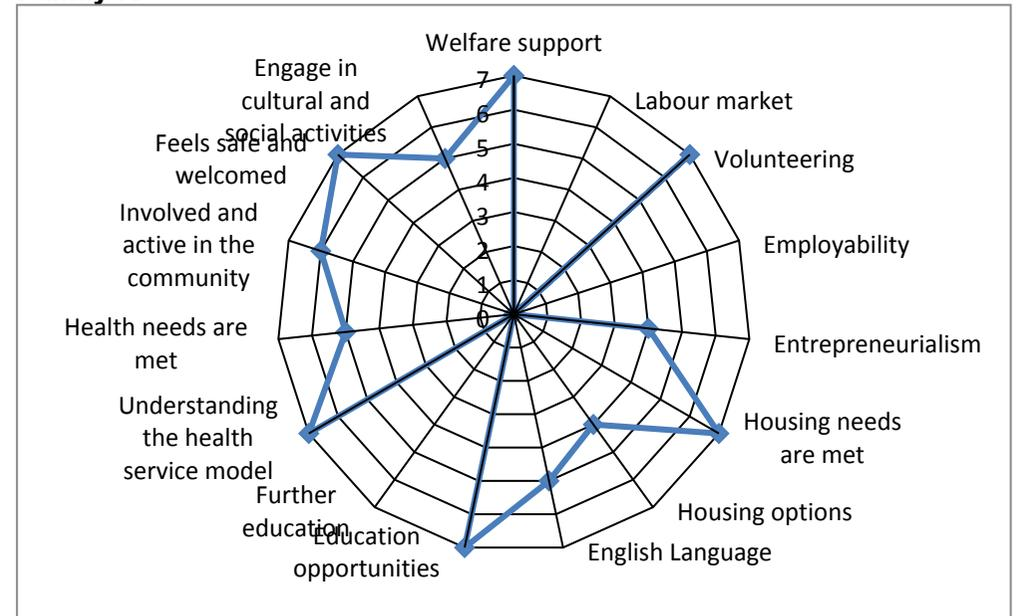 Welfare support
Labour market
Volunteering
Employability
Entrepreneurialism
Housing needs
are met
Housing options
English Language
Education
opportunities
Further
education
Understanding
the health
service model
Health needs are
met
Involved and
active in the
community
Feels safe and
welcomed
Engage in
cultural and
social activities
7
6
5
4
3
2
1
0